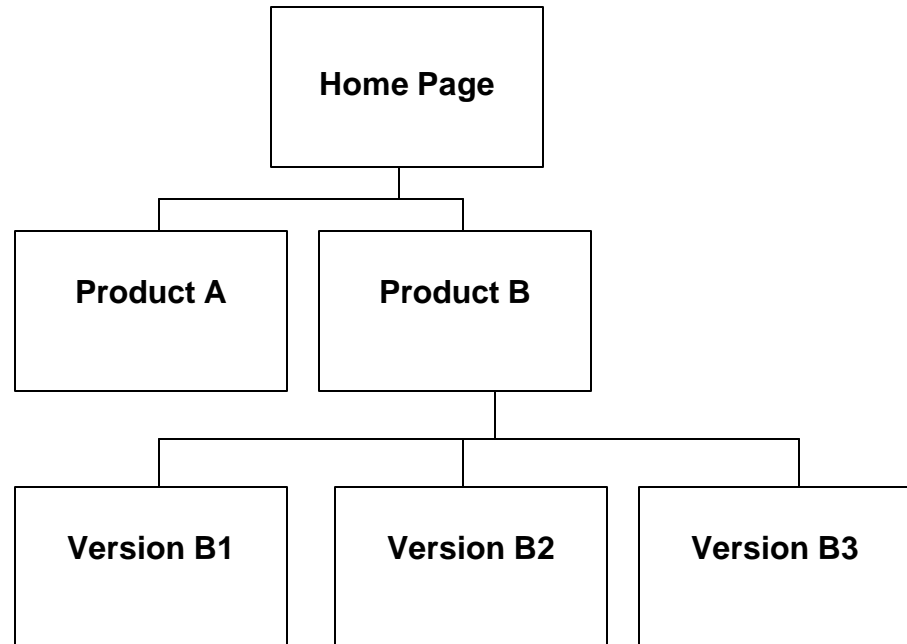 Home Page
Product A
Product B
Version B1
Version B2
Version B3